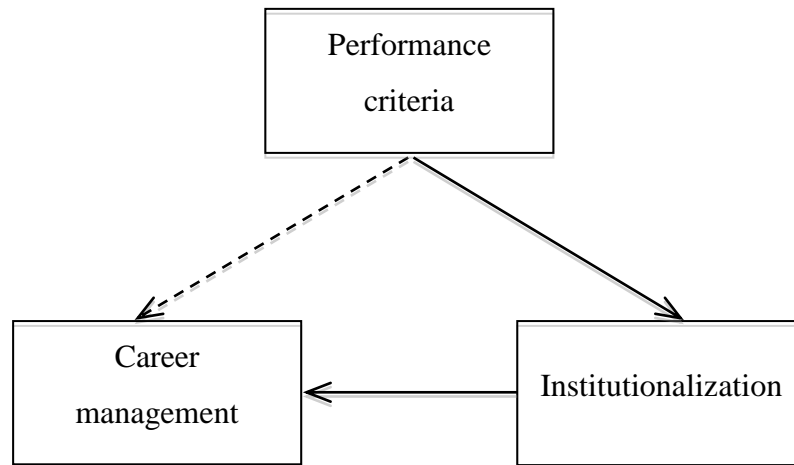 Performance
criteria
Career
management
Institutionalization